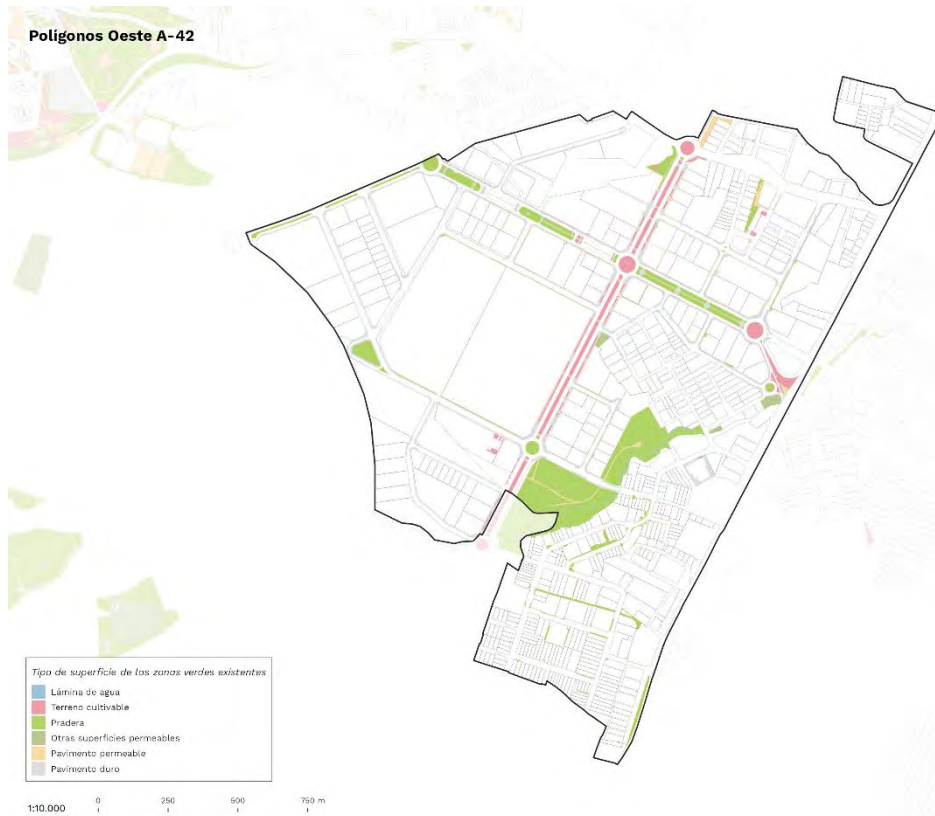 Polígonos Oeste A-42
Tipo de superficie de las zonas verdes existentes
Lámina de agua
Terreno cultivable
Pradera
Otras superficies permeables
Pavimento permeable
Pavimento duro
1:10.000
0 250 500 750 m